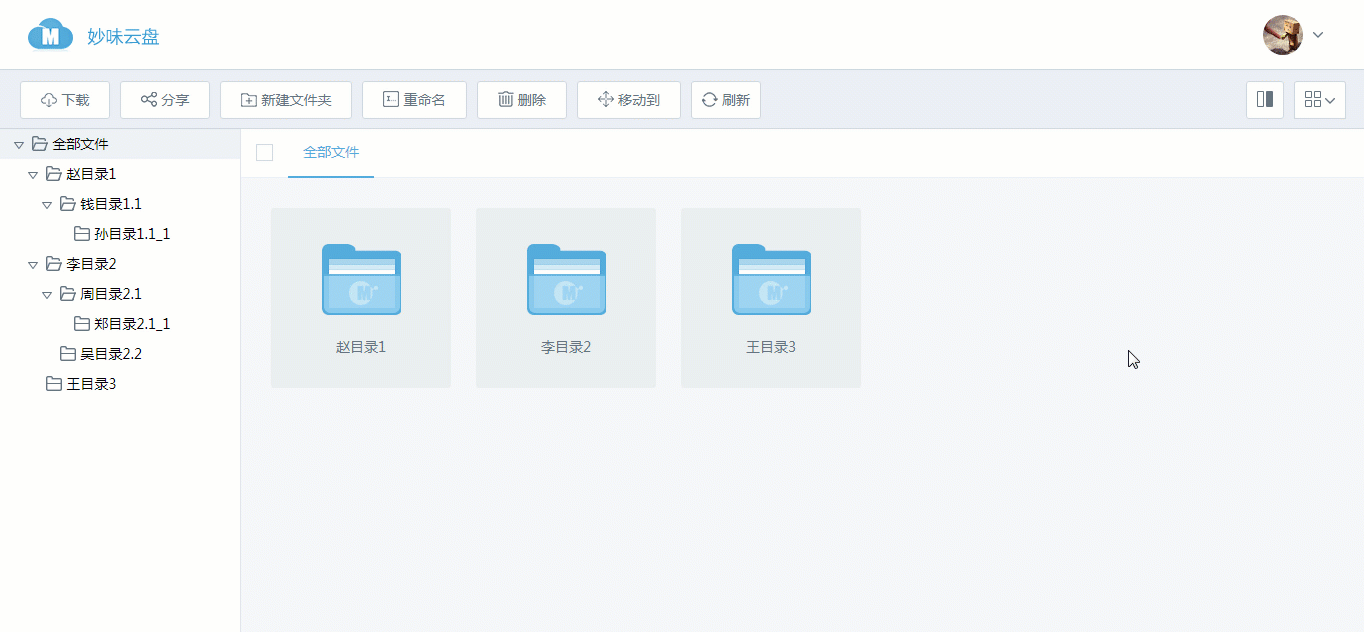 妙味云盘
下载
分享
新建文件夹
重命名
删除
移动到
刷新
全部文件
赵目录1
钱目录1.1
孙目录1.1_1
李目录2
周目录2.1
郑目录2.1_1
吴目录2.2
王目录3
全部文件
赵目录1
李目录2
王目录3